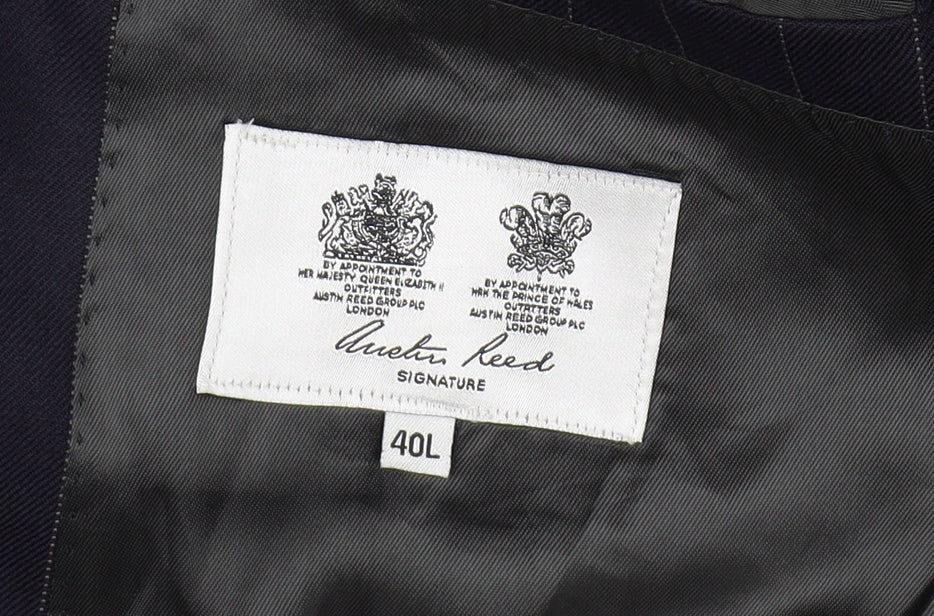 BY APPOINTMENT TO
HER MAJESTY QUEEN ELIZABETH II
OUTFITTERS
AUSTIN REED GROUP PLC
LONDON
BY APPOINTMENT TO
HRH THE PRINCE OF WALES
OUTFITTERS
AUSTIN REED GROUP PLC
LONDON
Austin Reed
SIGNATURE
40L